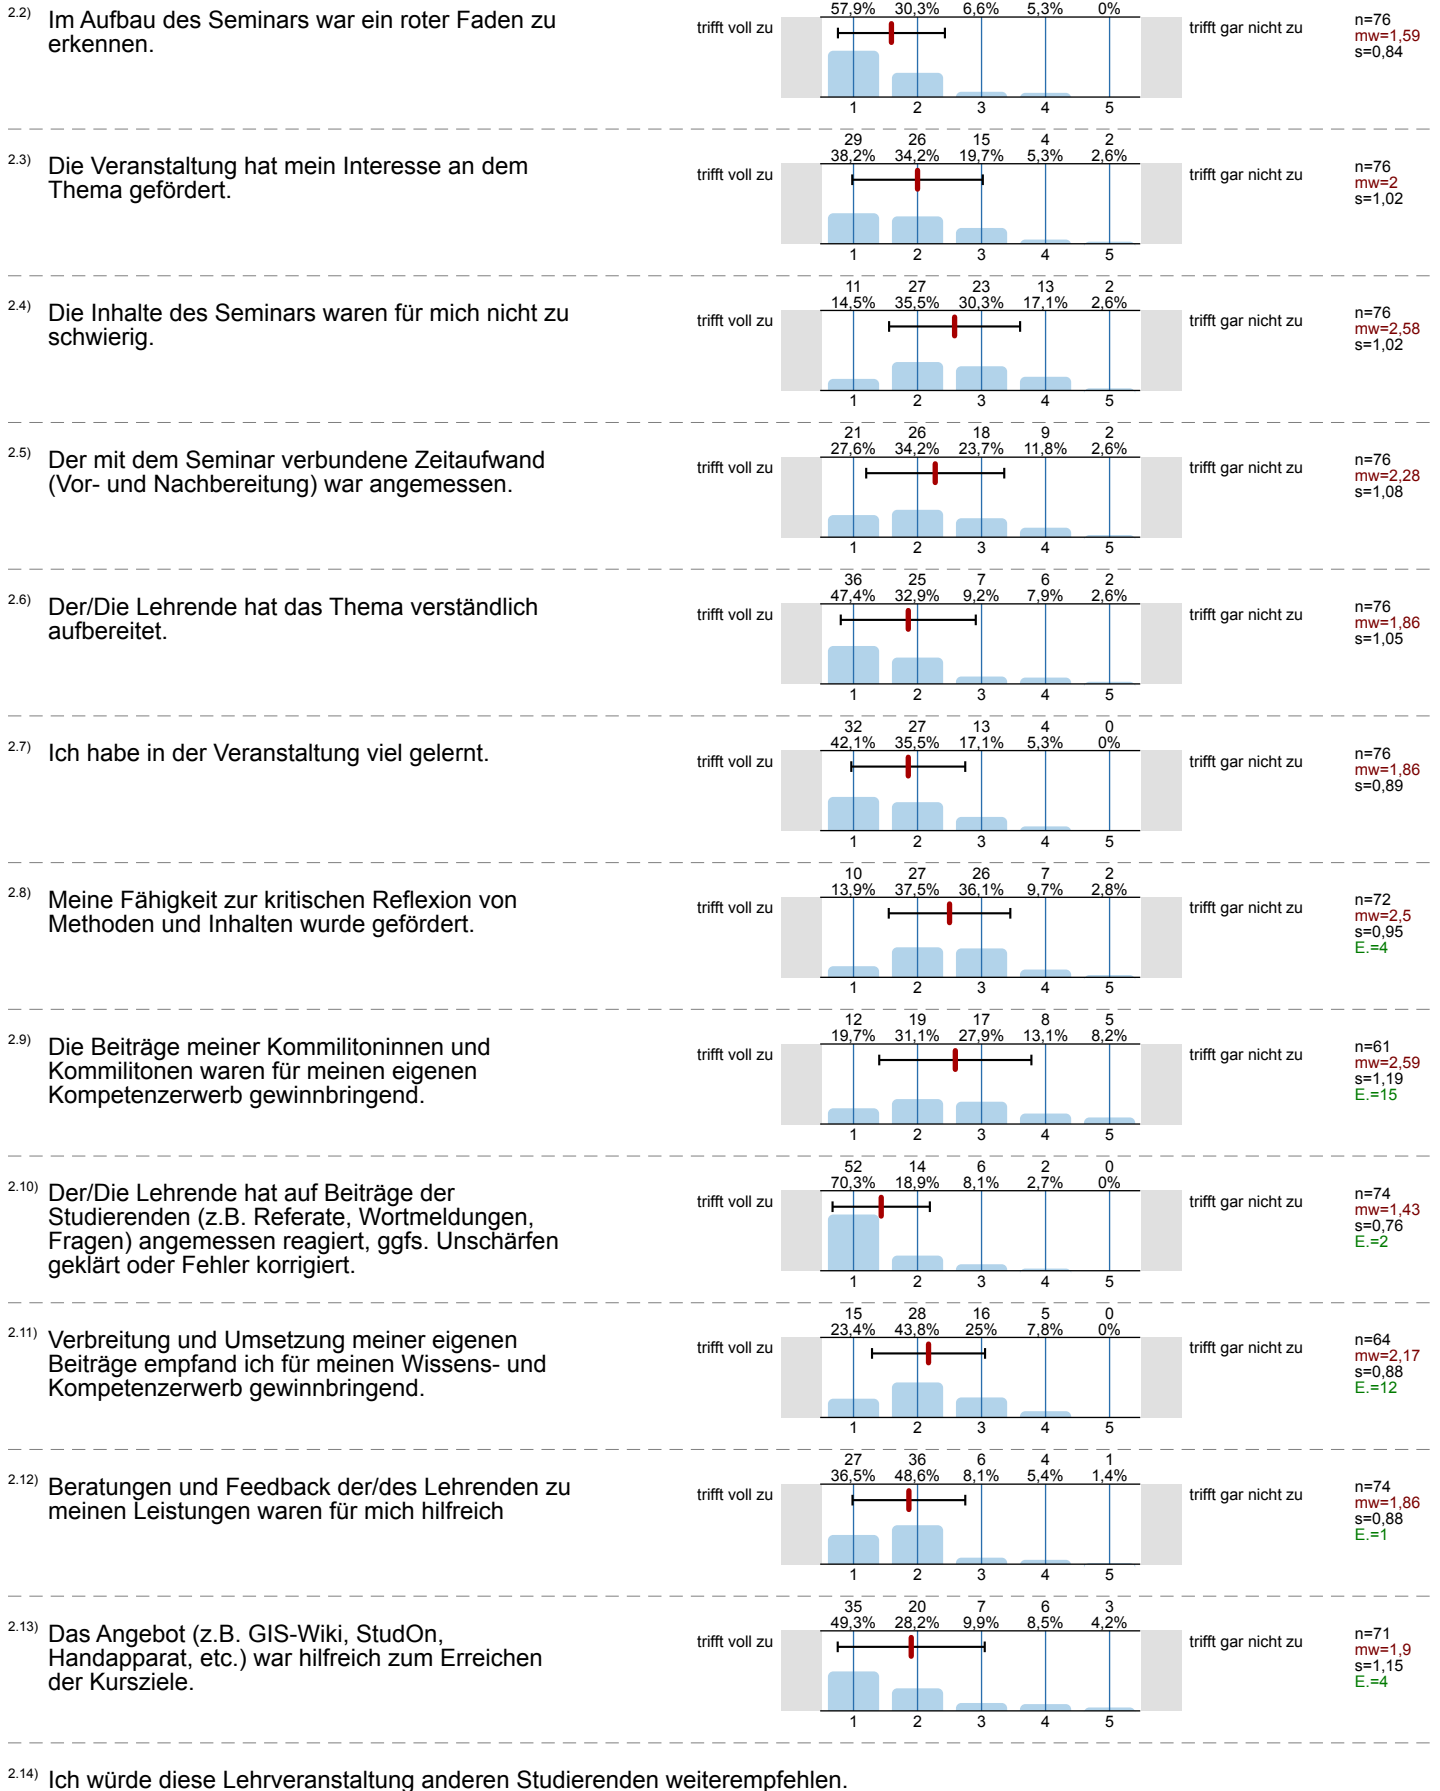 57,9% 30,3% 6,6% 5,3% 0%
2.2) Im Aufbau des Seminars war ein roter Faden zu
erkennen.
trifft voll zu
trifft gar nicht zu
n=76
mw=1,59
s=0,84
1 2 3 4 5
29 26 15 4 2
38,2% 34,2% 19,7% 5,3% 2,6%
2.3) Die Veranstaltung hat mein Interesse an dem
Thema gefördert.
trifft voll zu
trifft gar nicht zu
n=76
mw=2
s=1,02
1 2 3 4 5
11 27 23 13 2
14,5% 35,5% 30,3% 17,1% 2,6%
2.4) Die Inhalte des Seminars waren für mich nicht zu
schwierig.
trifft voll zu
trifft gar nicht zu
n=76
mw=2,58
s=1,02
1 2 3 4 5
21 26 18 9 2
27,6% 34,2% 23,7% 11,8% 2,6%
2.5) Der mit dem Seminar verbundene Zeitaufwand
(Vor- und Nachbereitung) war angemessen.
trifft voll zu
trifft gar nicht zu
n=76
mw=2,28
s=1,08
1 2 3 4 5
36 25 7 6 2
47,4% 32,9% 9,2% 7,9% 2,6%
2.6) Der/Die Lehrende hat das Thema verständlich
aufbereitet.
trifft voll zu
trifft gar nicht zu
n=76
mw=1,86
s=1,05
1 2 3 4 5
32 27 13 4 0
42,1% 35,5% 17,1% 5,3% 0%
2.7) Ich habe in der Veranstaltung viel gelernt.
trifft voll zu
trifft gar nicht zu
n=76
mw=1,86
s=0,89
1 2 3 4 5
10 27 26 7 2
13,9% 37,5% 36,1% 9,7% 2,8%
2.8) Meine Fähigkeit zur kritischen Reflexion von
Methoden und Inhalten wurde gefördert.
trifft voll zu
trifft gar nicht zu
n=72
mw=2,5
s=0,95
E.=4
1 2 3 4 5
12 19 17 8 5
19,7% 31,1% 27,9% 13,1% 8,2%
2.9) Die Beiträge meiner Kommilitoninnen und
Kommilitonen waren für meinen eigenen
Kompetenzerwerb gewinnbringend.
trifft voll zu
trifft gar nicht zu
n=61
mw=2,59
s=1,19
E.=15
1 2 3 4 5
52 14 6 2 0
70,3% 18,9% 8,1% 2,7% 0%
2.10) Der/Die Lehrende hat auf Beiträge der
Studierenden (z.B. Referate, Wortmeldungen,
Fragen) angemessen reagiert, ggfs. Unschärfen
geklärt oder Fehler korrigiert.
trifft voll zu
trifft gar nicht zu
n=74
mw=1,43
s=0,76
E.=2
1 2 3 4 5
15 28 16 5 0
23,4% 43,8% 25% 7,8% 0%
2.11) Verbreitung und Umsetzung meiner eigenen
Beiträge empfand ich für meinen Wissens- und
Kompetenzerwerb gewinnbringend.
trifft voll zu
trifft gar nicht zu
n=64
mw=2,17
s=0,88
E.=12
1 2 3 4 5
27 36 6 4 1
36,5% 48,6% 8,1% 5,4% 1,4%
2.12) Beratungen und Feedback der/des Lehrenden zu
meinen Leistungen waren für mich hilfreich
trifft voll zu
trifft gar nicht zu
n=74
mw=1,86
s=0,88
E.=1
1 2 3 4 5
35 20 7 6 3
49,3% 28,2% 9,9% 8,5% 4,2%
2.13) Das Angebot (z.B. GIS-Wiki, StudOn,
Handapparat, etc.) war hilfreich zum Erreichen
der Kursziele.
trifft voll zu
trifft gar nicht zu
n=71
mw=1,9
s=1,15
E.=4
1 2 3 4 5
2.14) Ich würde diese Lehrveranstaltung anderen Studierenden weiterempfehlen.